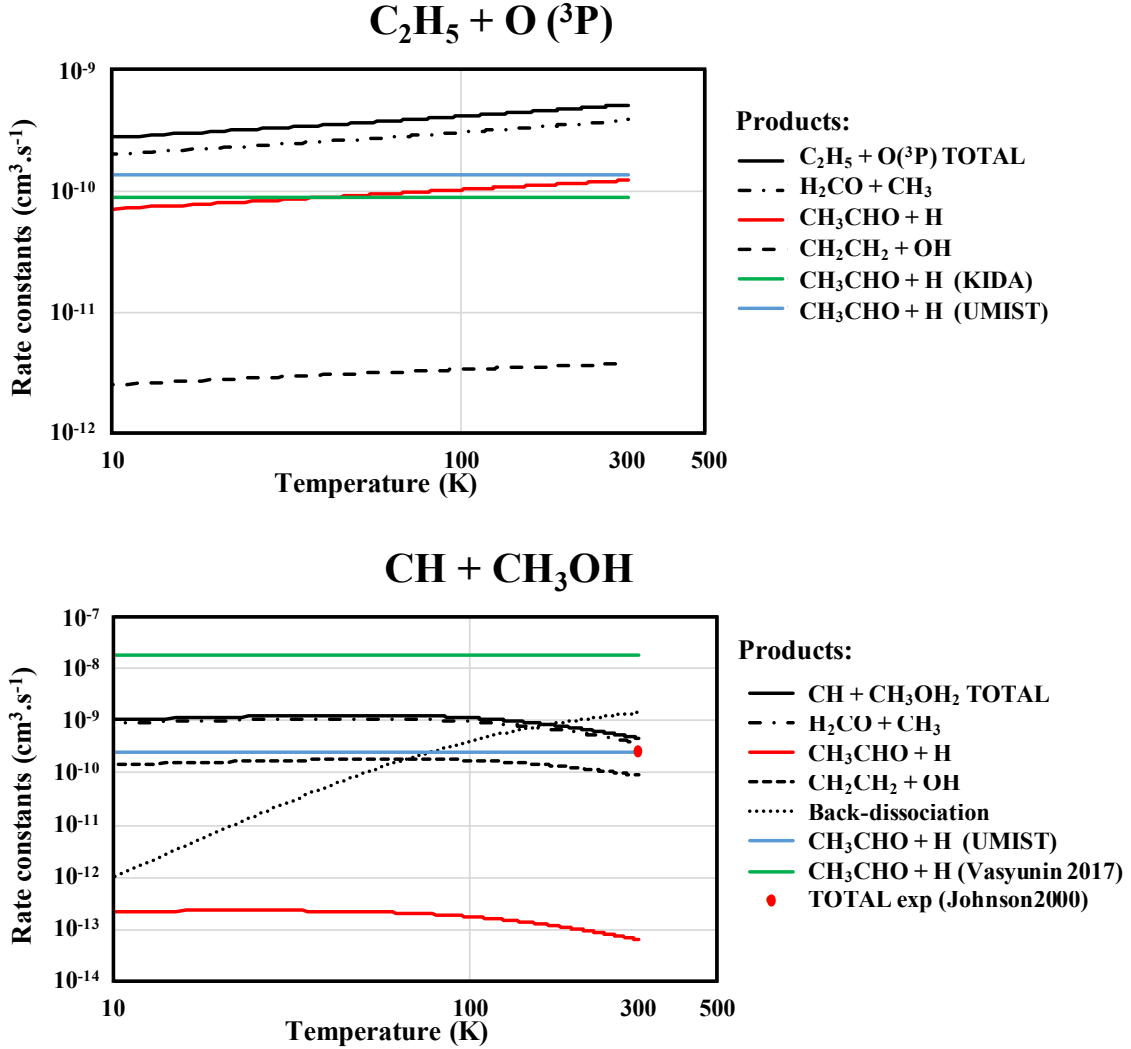 C₂H₅ + O (³P)
Rate constants (cm³.s⁻¹)
10⁻⁹
10⁻¹⁰
10⁻¹¹
10⁻¹²
10 100 300 500
Temperature (K)
Products:
C₂H₅ + O(³P) TOTAL
H₂CO + CH₃
CH₃CHO + H
CH₂CH₂ + OH
CH₃CHO + H (KIDA)
CH₃CHO + H (UMIST)
CH + CH₃OH
Rate constants (cm³.s⁻¹)
10⁻⁷
10⁻⁸
10⁻⁹
10⁻¹⁰
10⁻¹¹
10⁻¹²
10⁻¹³
10⁻¹⁴
10 100 300 500
Temperature (K)
Products:
CH + CH₃OH₂ TOTAL
H₂CO + CH₃
CH₃CHO + H
CH₂CH₂ + OH
Back-dissociation
CH₃CHO + H (UMIST)
CH₃CHO + H (Vasyunin 2017)
TOTAL exp (Johnson2000)